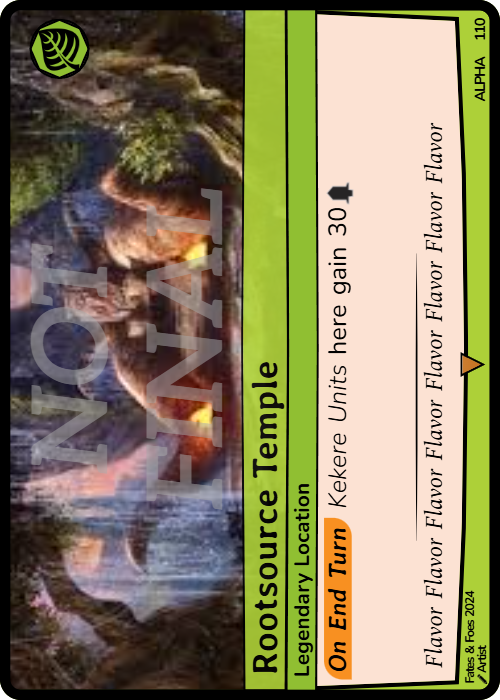 NOT
FINAL
Rootsource Temple
Legendary Location
On End Turn Kekere Units here gain 30
Flavor Flavor Flavor Flavor Flavor Flavor Flavor Flavor
Fates & Foes 2024
Artist
ALPHA 110